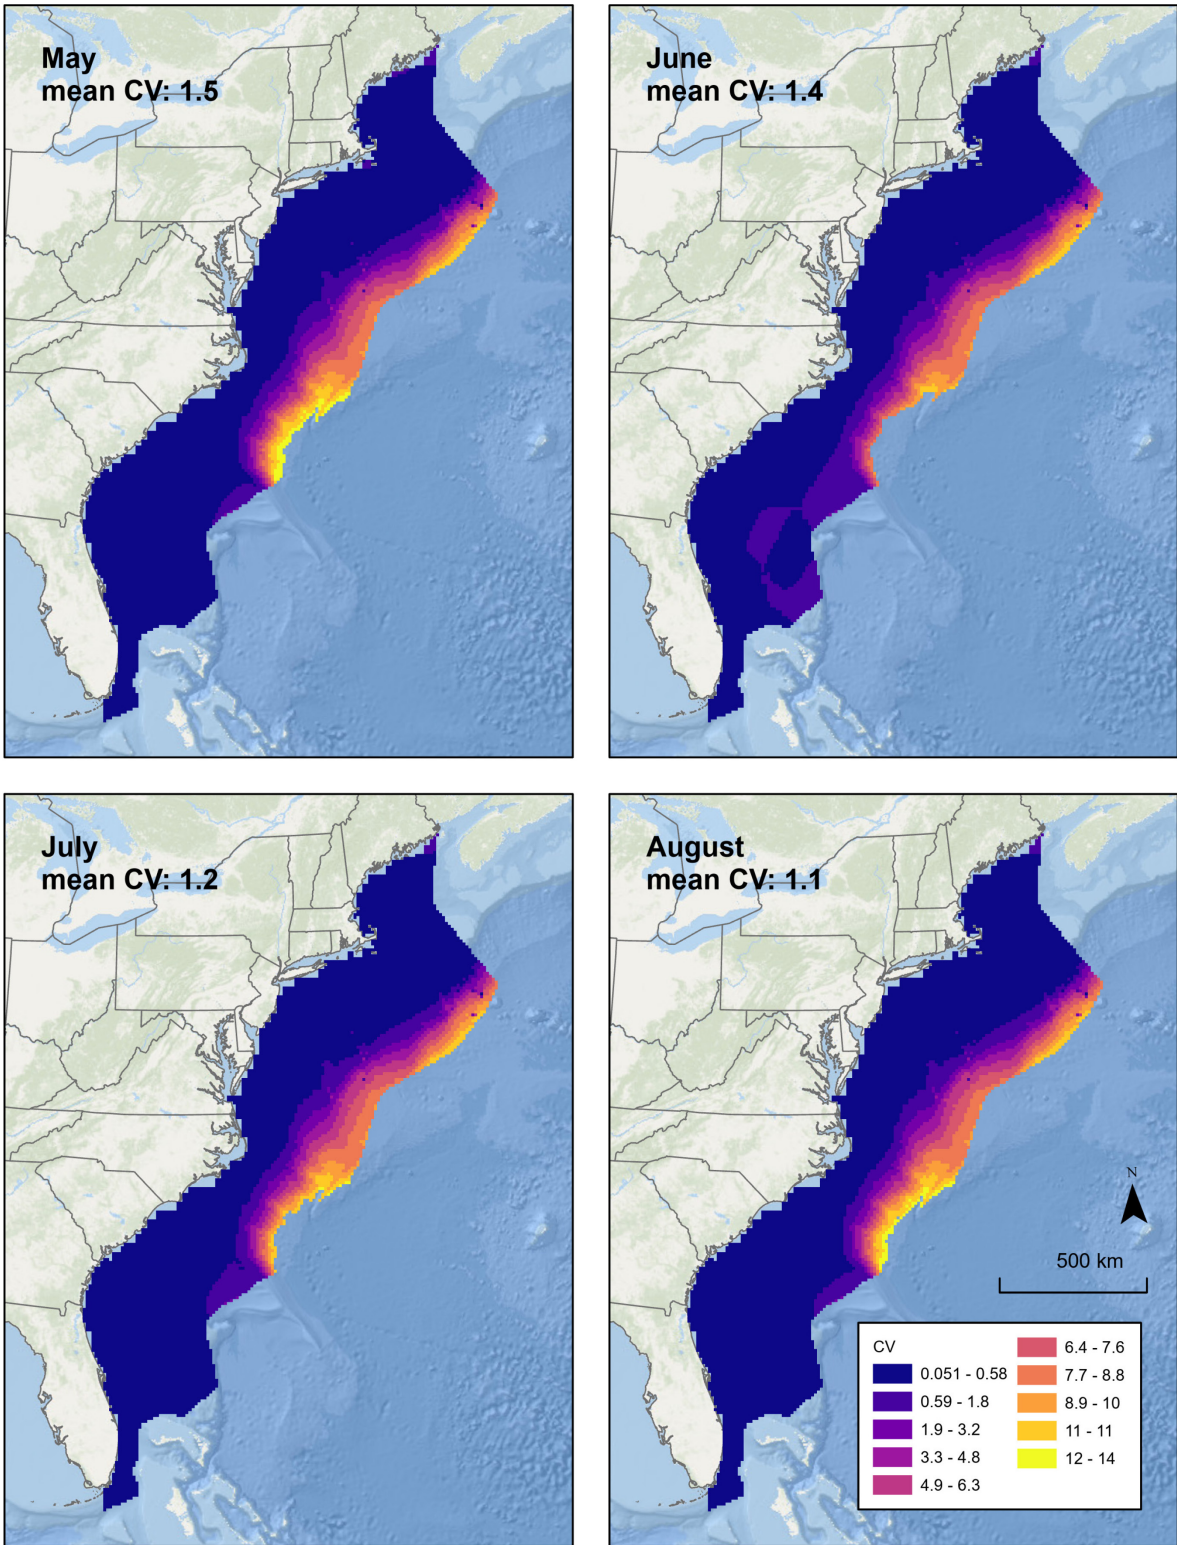 May
mean CV: 1.5
June
mean CV: 1.4
July
mean CV: 1.2
August
mean CV: 1.1
N
500 km
CV
0.051 - 0.58
0.59 - 1.8
1.9 - 3.2
3.3 - 4.8
4.9 - 6.3
6.4 - 7.6
7.7 - 8.8
8.9 - 10
11 - 11
12 - 14